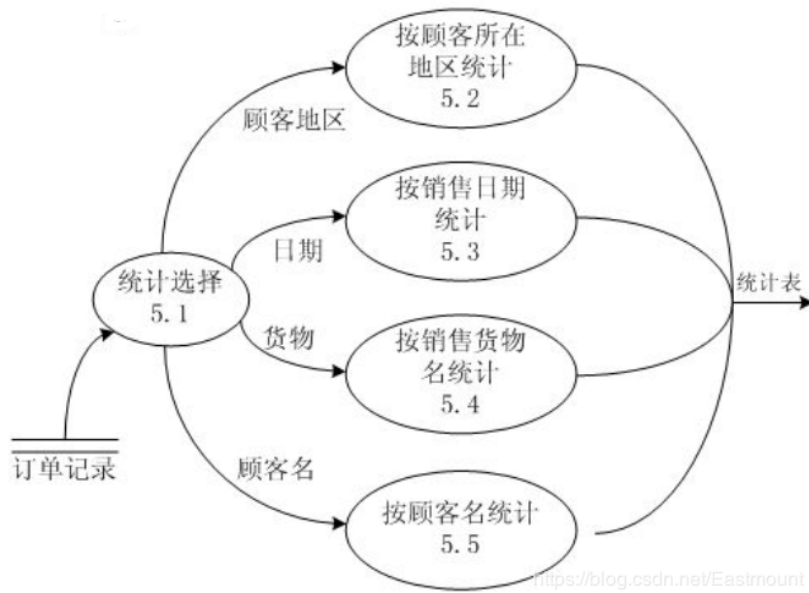 按顾客所在
地区统计
5.2
顾客地区
按销售日期
统计
5.3
日期
统计选择
5.1
统计表
货物
按销售货物
名统计
5.4
订单记录
顾客名
按顾客名统计
5.5
https://blog.csdn.net/Eastmount